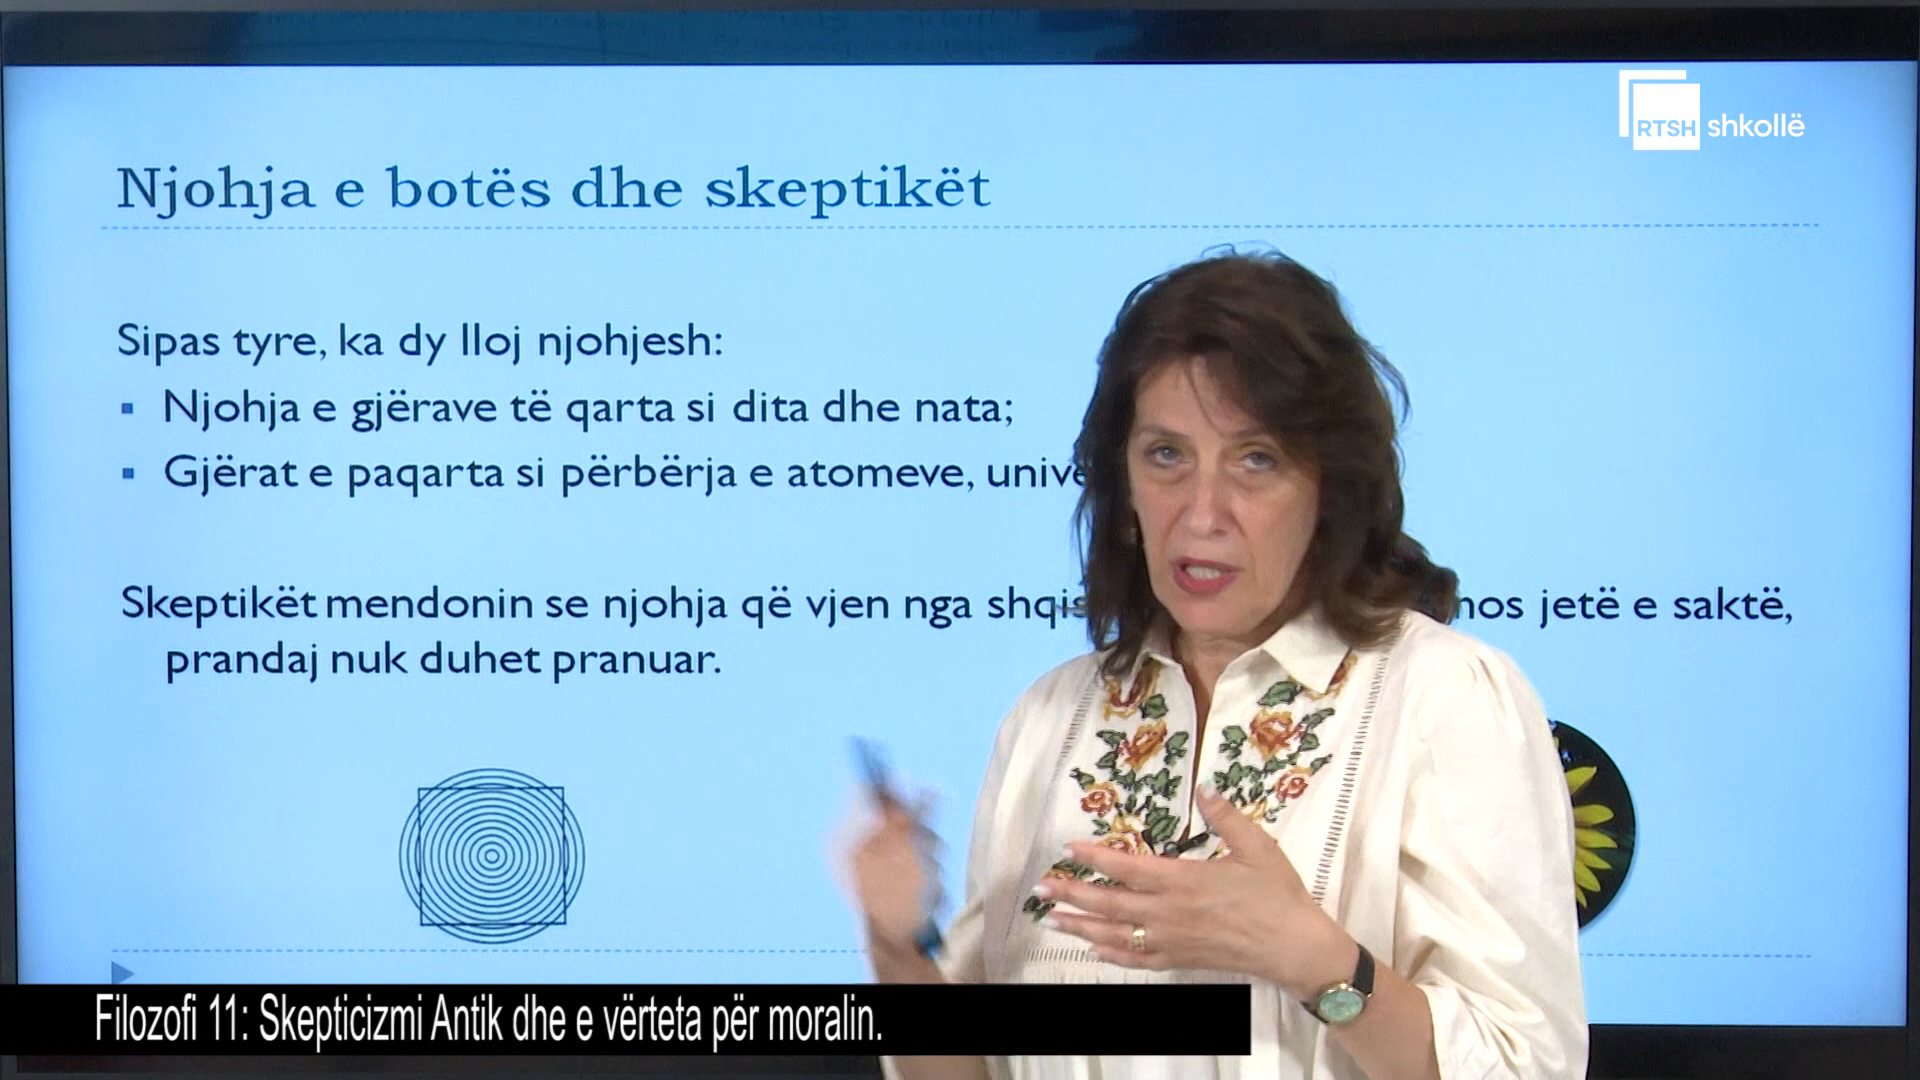 RTSH shkollë
Njohja e botës dhe skeptikët
Sipas tyre, ka dy lloj njohjesh:
▪ Njohja e gjërave të qarta si dita dhe nata;
▪ Gjërat e paqarta si përbërja e atomeve,
Skeptikët mendonin se njohja që vjen nga jetë e saktë,
prandaj nuk duhet pranuar.
Filozofi 11: Skepticizmi Antik dhe e vërteta për moralin.